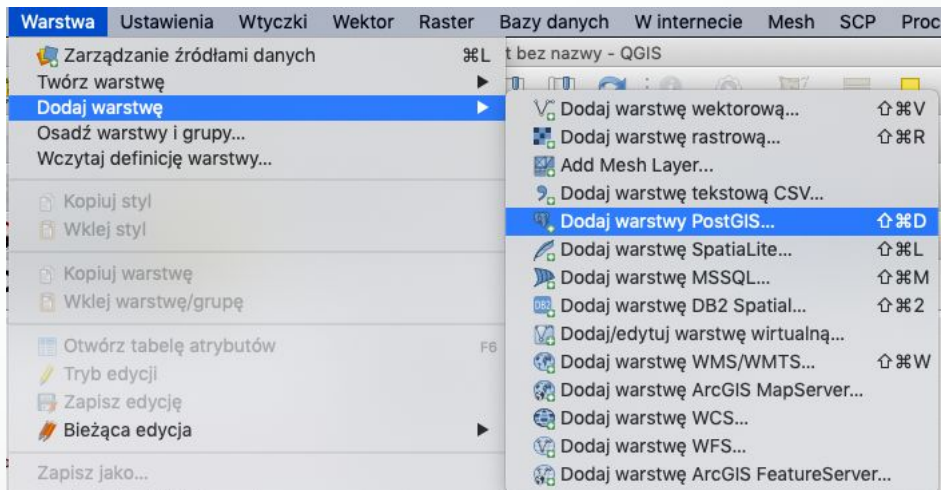 Warstwa Ustawienia Wtyczki Wektor Raster Bazy danych W internecie Mesh SCP Proc
t bez nazwy - QGIS
Zarządzanie źródłami danych ⌘L
Twórz warstwę
Dodaj warstwę
Osadź warstwy i grupy...
Wczytaj definicję warstwy...
Kopiuj styl
Wklej styl
Kopiuj warstwę
Wklej warstwę/grupę
Otwórz tabelę atrybutów F6
Tryb edycji
Zapisz edycję
Bieżąca edycja
Zapisz jako...
Dodaj warstwę wektorową... ⇧⌘V
Dodaj warstwę rastrową... ⇧⌘R
Add Mesh Layer...
Dodaj warstwę tekstową CSV...
Dodaj warstwy PostGIS... ⇧⌘D
Dodaj warstwę SpatiaLite... ⇧⌘L
Dodaj warstwę MSSQL... ⇧⌘M
DB2 Dodaj warstwę DB2 Spatial... ⇧⌘2
Dodaj/edytuj warstwę wirtualną...
Dodaj warstwę WMS/WMTS... ⇧⌘W
Dodaj warstwę ArcGIS MapServer...
Dodaj warstwę WCS...
Dodaj warstwę WFS...
Dodaj warstwę ArcGIS FeatureServer...